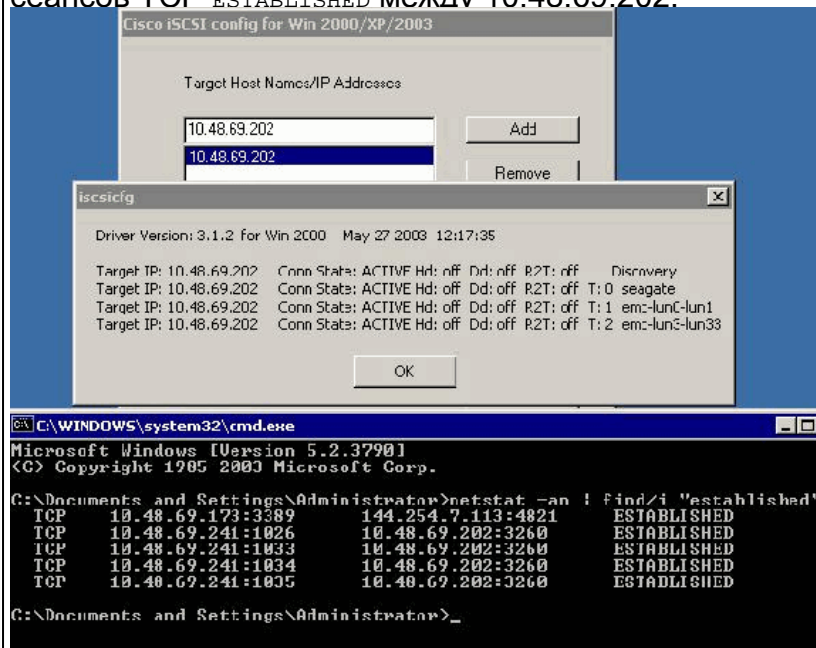 сеансов TCP ESTABLISHED между 10.48.69.202.
Cisco iSCSI config for Win 2000/XP/2003
Target Host Names/IP Addresses
10.48.69.202 Add
10.48.69.202
Remove
iscsicfg
Driver Version: 3.1.2 for Win 2000 May 27 2003 12:17:35
Target IP: 10.48.69.202 Conn State: ACTIVE Hd: off Dd: off R2T: off Discovery
Target IP: 10.48.69.202 Conn State: ACTIVE Hd: off Dd: off R2T: off T: 0 seagate
Target IP: 10.48.69.202 Conn State: ACTIVE Hd: off Dd: off R2T: off T: 1 emc-lun0-lun1
Target IP: 10.48.69.202 Conn State: ACTIVE Hd: off Dd: off R2T: off T: 2 emc-lun3-lun33
OK
C:\WINDOWS\system32\cmd.exe
Microsoft Windows [Version 5.2.3790]
(C) Copyright 1985-2003 Microsoft Corp.
C:\Documents and Settings\Administrator>netstat -an | find/i "established"
TCP 10.48.69.173:3389 144.254.7.113:4821 ESTABLISHED
TCP 10.48.69.241:1026 10.48.69.202:3260 ESTABLISHED
TCP 10.48.69.241:1033 10.48.69.202:3260 ESTABLISHED
TCP 10.48.69.241:1034 10.48.69.202:3260 ESTABLISHED
TCP 10.48.69.241:1035 10.48.69.202:3260 ESTABLISHED
C:\Documents and Settings\Administrator>_